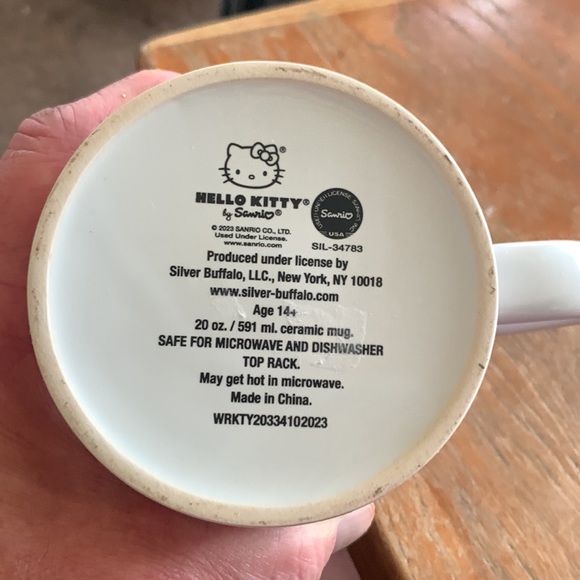 HELLO KITTY®
by Sanrio®
© 2023 SANRIO CO., LTD.
Used Under License.
www.sanrio.com
Sanrio
USA
SIL-34783
Produced under license by
Silver Buffalo, LLC., New York, NY 10018
www.silver-buffalo.com
Age 14+
20 oz. / 591 ml. ceramic mug.
SAFE FOR MICROWAVE AND DISHWASHER
TOP RACK.
May get hot in microwave.
Made in China.
WRKTY20334102023